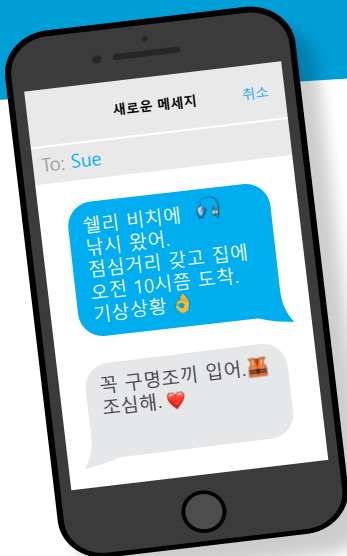 새로운 메세지
취소
To: Sue
쉘리 비치에
낚시 왔어.
점심거리 갖고 집에
오전 10시쯤 도착.
기상상황 👌
꼭 구명조끼 입어.
조심해. ❤️